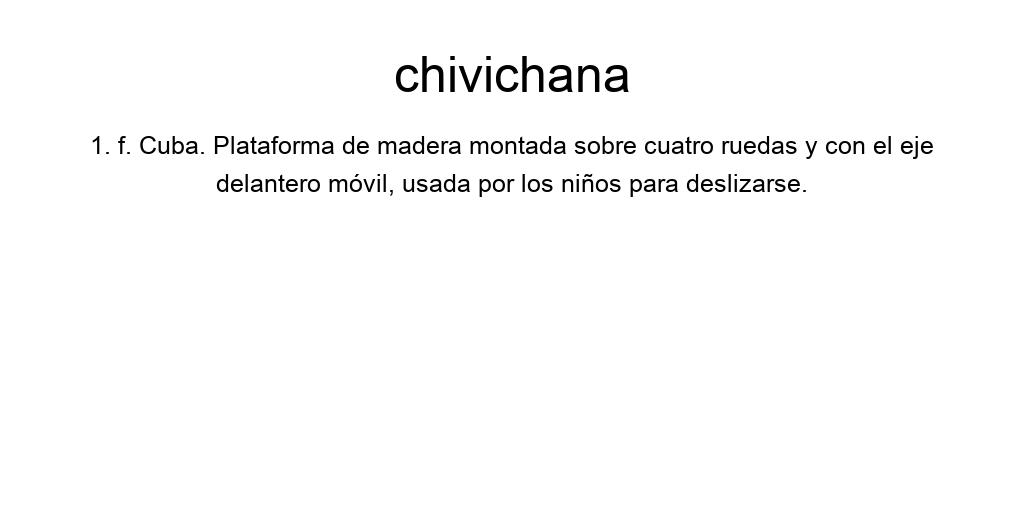 chivichana
1. f. Cuba. Plataforma de madera montada sobre cuatro ruedas y con el eje
delantero móvil, usada por los niños para deslizarse.